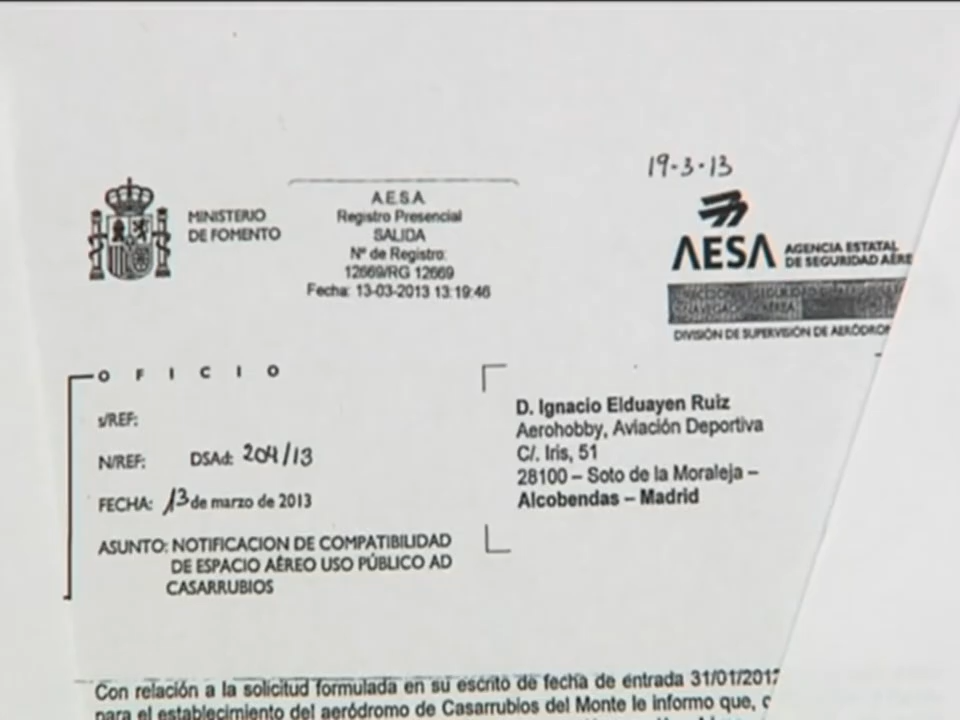 19-3-13
MINISTERIO
DE FOMENTO
A.E.S.A.
Registro Presencial
SALIDA
Nº de Registro:
12669/RG 12669
Fecha: 13-03-2013 13:19:46
AESA
AGENCIA ESTATAL
DE SEGURIDAD AÉRE
DIVISIÓN DE SUPERVISIÓN DE AERÓDROM
O F I C I O
s/REF:
N/REF: DSAd: 204/13
FECHA: 13 de marzo de 2013
ASUNTO: NOTIFICACION DE COMPATIBILIDAD
DE ESPACIO AÉREO USO PÚBLICO AD
CASARRUBIOS
D. Ignacio Elduayen Ruiz
Aerohobby, Aviación Deportiva
C/. Iris, 51
28100 – Soto de la Moraleja –
Alcobendas – Madrid
Con relación a la solicitud formulada en su escrito de fecha de entrada 31/01/2012
para el establecimiento del aeródromo de Casarrubios del Monte le informo que,